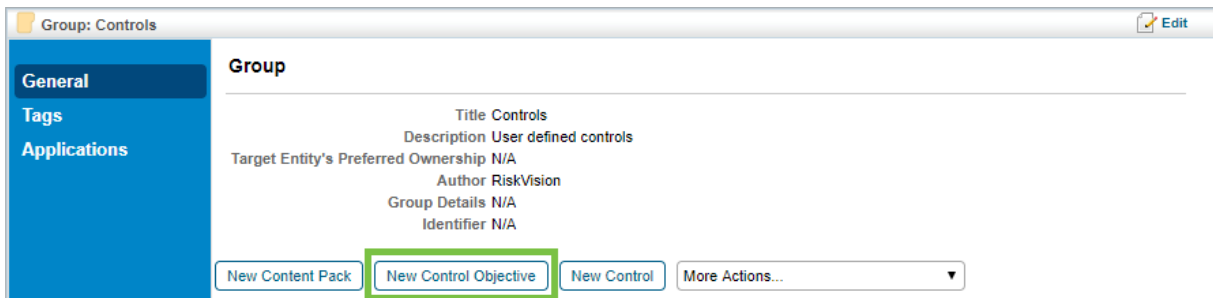 Group: Controls
Edit
General
Tags
Applications
Group
Title Controls
Description User defined controls
Target Entity's Preferred Ownership N/A
Author RiskVision
Group Details N/A
Identifier N/A
New Content Pack New Control Objective New Control More Actions...